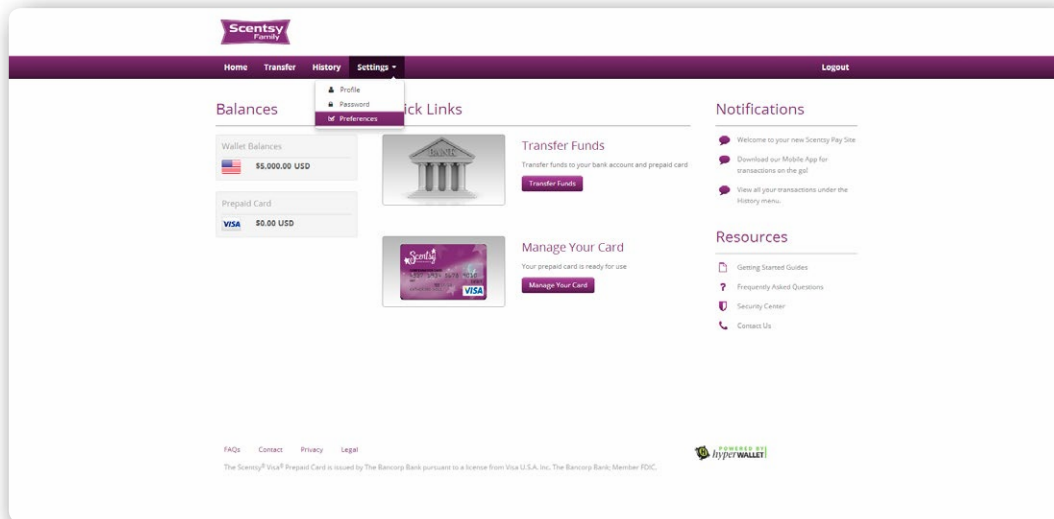 Scentsy
Family
Home Transfer History Settings Logout
Profile
Password
Preferences
Balances
Wallet Balances
$5,000.00 USD
Prepaid Card
VISA $0.00 USD
ick Links
BANK
Transfer Funds
Transfer funds to your bank account and prepaid card
Transfer Funds
Scentsy
VISA
Manage Your Card
Your prepaid card is ready for use
Manage Your Card
Notifications
Welcome to your new Scentsy Pay Site
Download our Mobile App for
transactions on the go!
View all your transactions under the
History menu.
Resources
Getting Started Guides
Frequently Asked Questions
Security Center
Contact Us
FAQs Contact Privacy Legal
The Scentsy® Visa® Prepaid Card is issued by The Bancorp Bank pursuant to a license from Visa U.S.A. Inc. The Bancorp Bank; Member FDIC.
POWERED BY
hyperWALLET